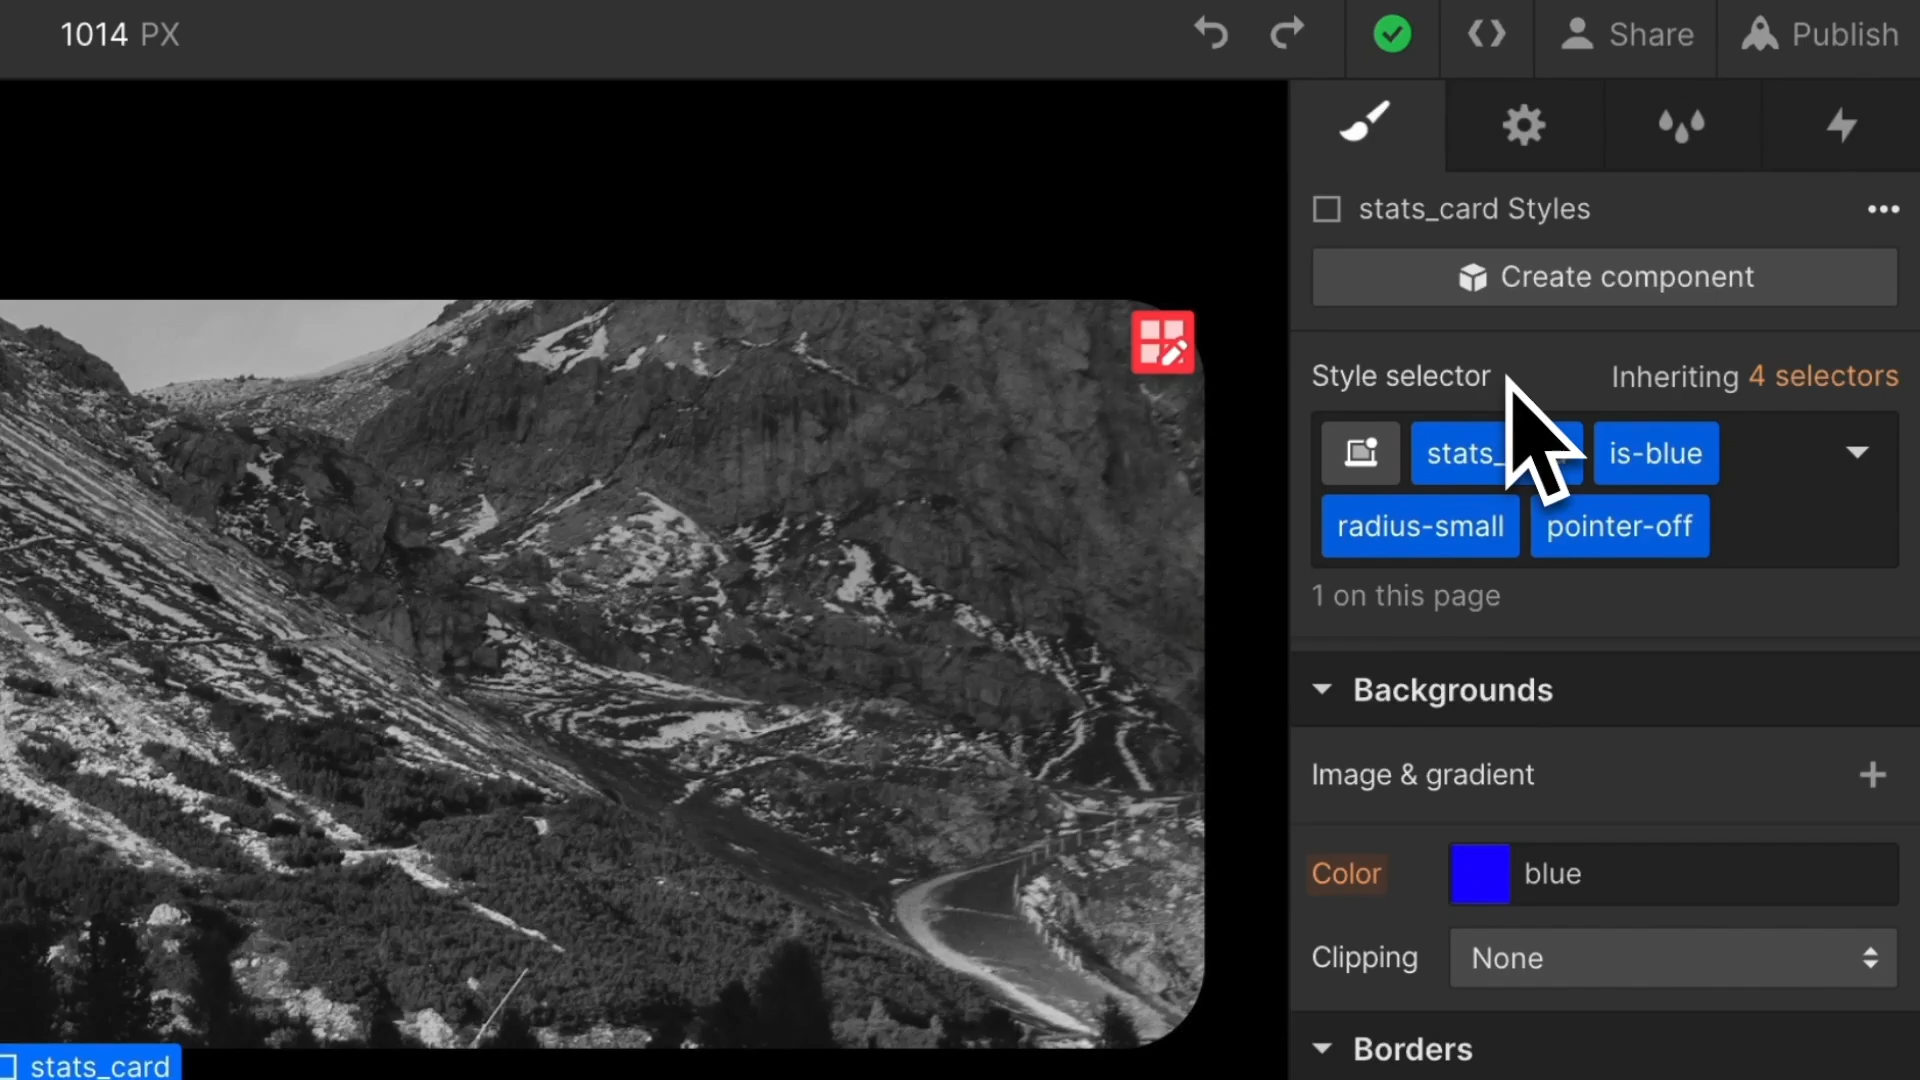 1014 PX
Share
Publish
stats_card Styles
Create component
Style selector
Inheriting 4 selectors
stats_
is-blue
radius-small
pointer-off
1 on this page
Backgrounds
Image & gradient
Color
blue
Clipping
None
Borders
stats_card